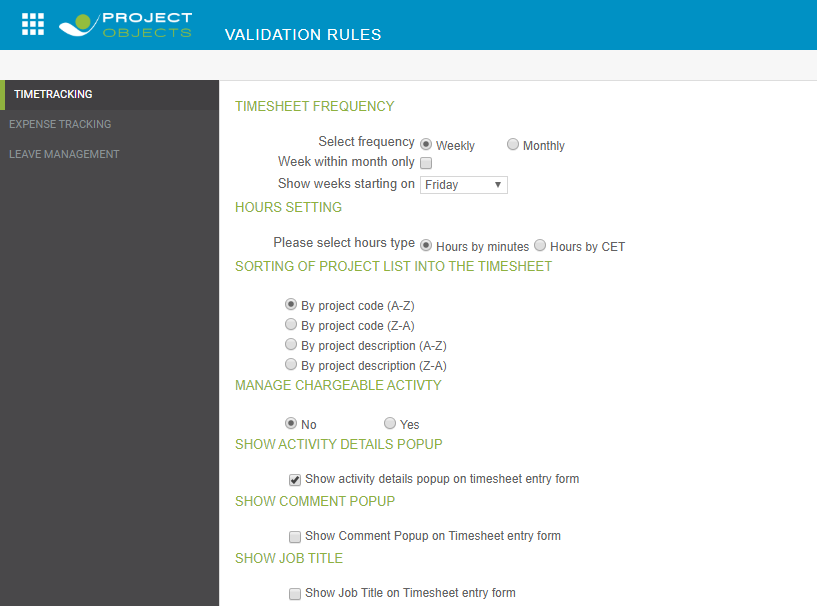 PROJECT
OBJECTS
VALIDATION RULES
TIMETRACKING
EXPENSE TRACKING
LEAVE MANAGEMENT
TIMESHEET FREQUENCY
Select frequency Weekly Monthly
Week within month only
Show weeks starting on Friday
HOURS SETTING
Please select hours type Hours by minutes Hours by CET
SORTING OF PROJECT LIST INTO THE TIMESHEET
By project code (A-Z)
By project code (Z-A)
By project description (A-Z)
By project description (Z-A)
MANAGE CHARGEABLE ACTIVTY
No Yes
SHOW ACTIVITY DETAILS POPUP
Show activity details popup on timesheet entry form
SHOW COMMENT POPUP
Show Comment Popup on Timesheet entry form
SHOW JOB TITLE
Show Job Title on Timesheet entry form